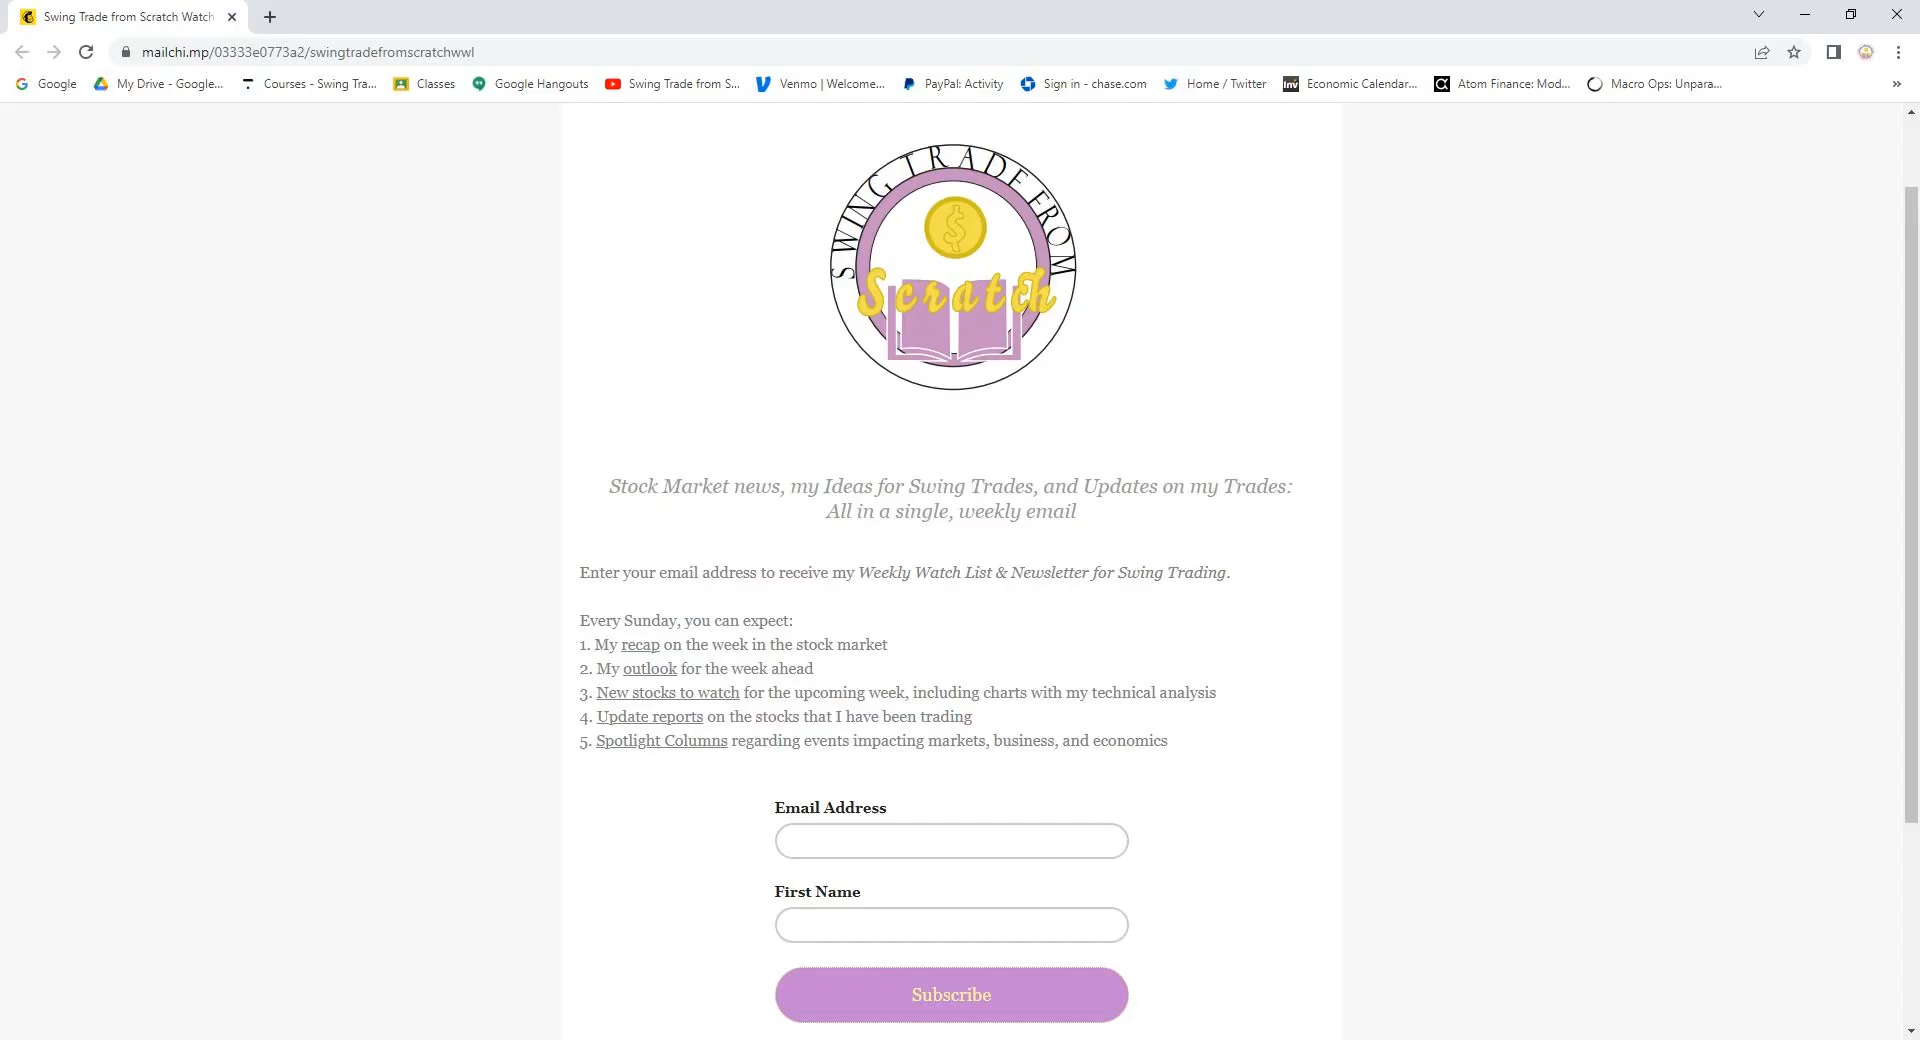 Swing Trade from Scratch Watch
mailchi.mp/03333e0773a2/swingtradefromscratchwwl
Google
My Drive - Google...
Courses - Swing Tra...
Classes
Google Hangouts
Swing Trade from S...
Venmo | Welcome...
PayPal: Activity
Sign in - chase.com
Home / Twitter
Economic Calendar...
Atom Finance: Mod...
Macro Ops: Unpara...
SWING TRADE FROM
Scratch
Stock Market news, my Ideas for Swing Trades, and Updates on my Trades:
All in a single, weekly email
Enter your email address to receive my Weekly Watch List & Newsletter for Swing Trading.
Every Sunday, you can expect:
1. My recap on the week in the stock market
2. My outlook for the week ahead
3. New stocks to watch for the upcoming week, including charts with my technical analysis
4. Update reports on the stocks that I have been trading
5. Spotlight Columns regarding events impacting markets, business, and economics
Email Address
First Name
Subscribe